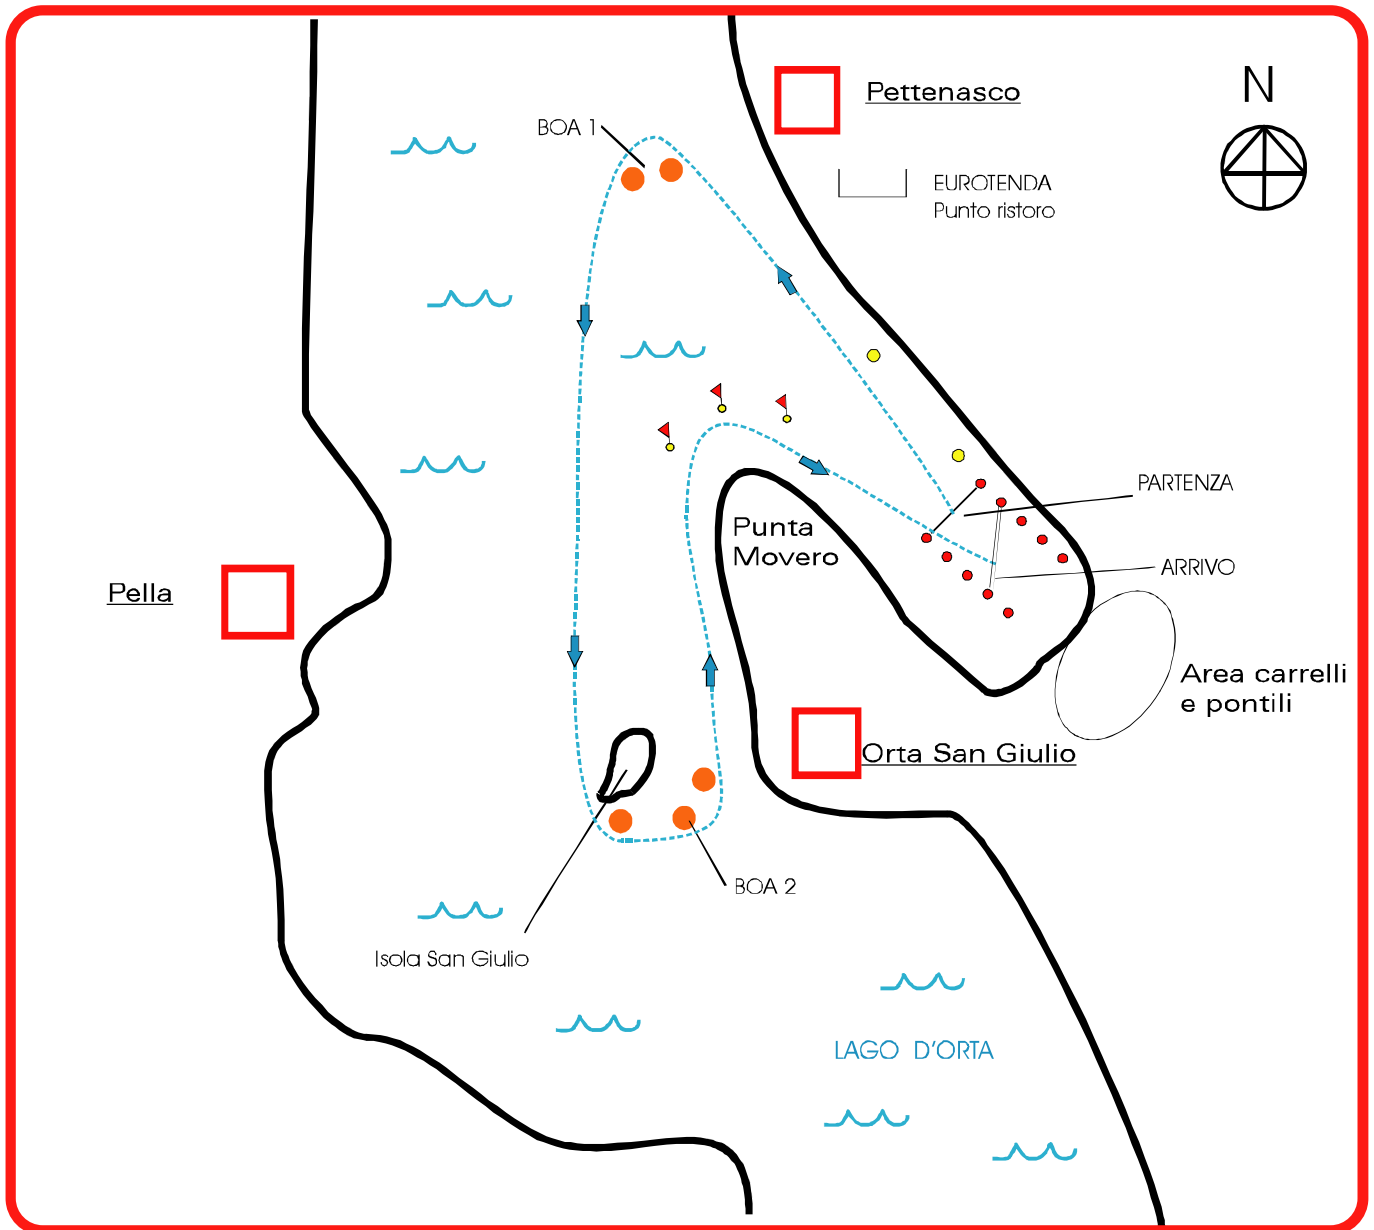 N
Pettenasco
BOA 1
EUROTENDA
Punto ristoro
PARTENZA
Punta
Movero
ARRIVO
Pella
Area carrelli
e pontili
Orta San Giulio
BOA 2
Isola San Giulio
LAGO D'ORTA